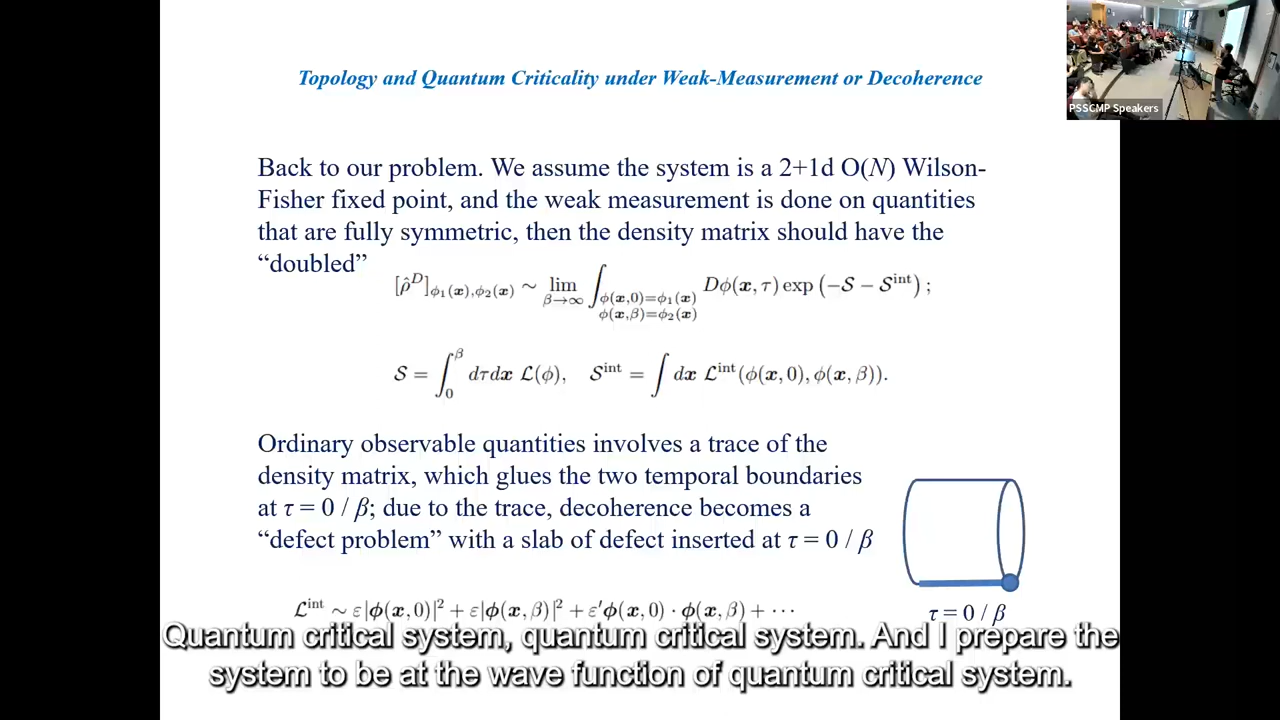 Topology and Quantum Criticality under Weak-Measurement or Decoherence
PSSCMP Speakers
Back to our problem. We assume the system is a 2+1d O(N) Wilson-
Fisher fixed point, and the weak measurement is done on quantities
that are fully symmetric, then the density matrix should have the
“doubled”
[ρ̂^D]_{ϕ₁(x),ϕ₂(x)} ∼ lim_{β→∞} ∫_{ϕ(x,0)=ϕ₁(x) ϕ(x,β)=ϕ₂(x)} Dϕ(x, τ) exp (−S − S^int) ;
S = ∫_0^β dτdx L(ϕ), S^int = ∫ dx L^int(ϕ(x, 0), ϕ(x, β)).
Ordinary observable quantities involves a trace of the
density matrix, which glues the two temporal boundaries
at τ = 0 / β; due to the trace, decoherence becomes a
“defect problem” with a slab of defect inserted at τ = 0 / β
L^int ∼ ε|ϕ(x, 0)|² + ε|ϕ(x, β)|² + ε′ϕ(x, 0) · ϕ(x, β) + ⋯
τ = 0 / β
Quantum critical system, quantum critical system. And I prepare the
system to be at the wave function of quantum critical system.